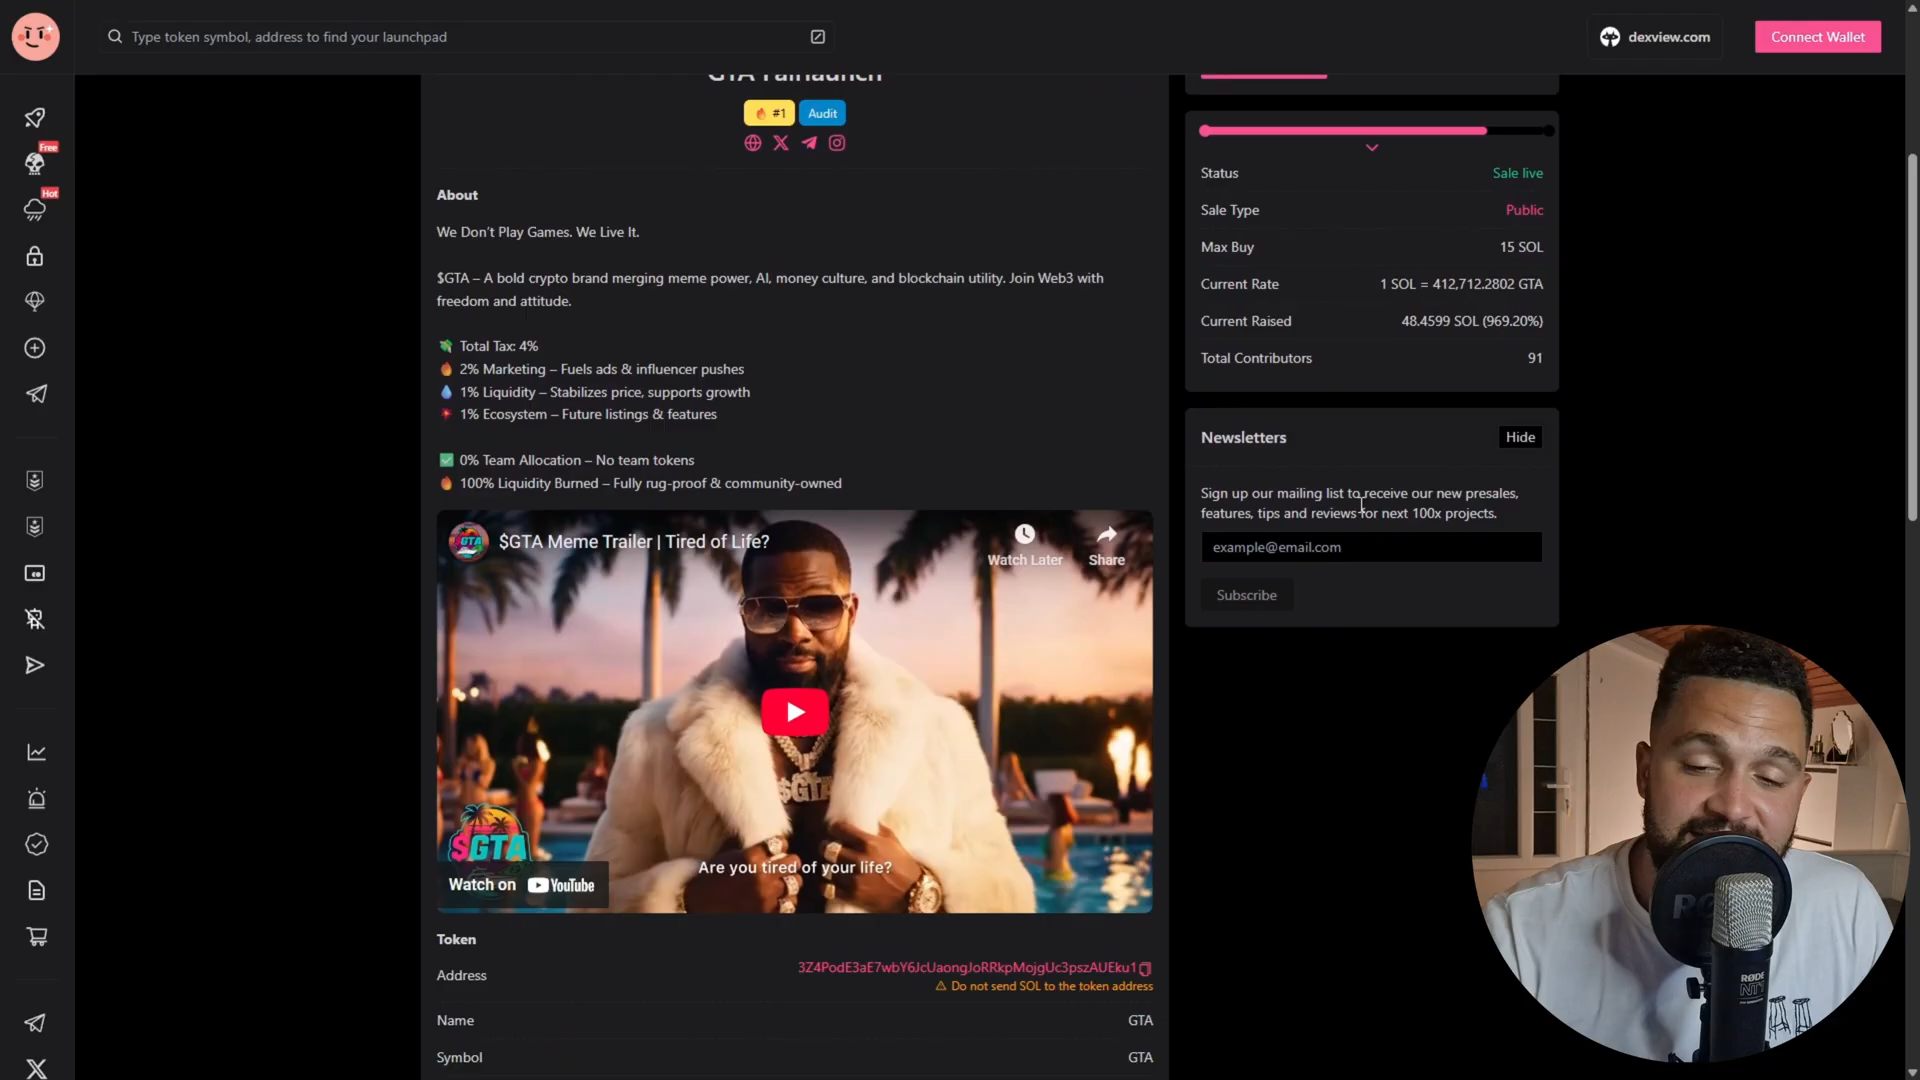 Type token symbol, address to find your launchpad
dexview.com
Connect Wallet
GTA Fairlaunch
Free
Hot
🔥 #1
Audit
About
We Don't Play Games. We Live It.
$GTA – A bold crypto brand merging meme power, AI, money culture, and blockchain utility. Join Web3 with
freedom and attitude.
💸 Total Tax: 4%
🔥 2% Marketing – Fuels ads & influencer pushes
💧 1% Liquidity – Stabilizes price, supports growth
💥 1% Ecosystem – Future listings & features
✅ 0% Team Allocation – No team tokens
🔥 100% Liquidity Burned – Fully rug-proof & community-owned
$GTA
$GTA Meme Trailer | Tired of Life?
Watch Later
Share
$GTA
$GTA
Are you tired of your life?
Watch on YouTube
Token
Address
3Z4PodE3aE7wbY6JcUaongJoRRkpMojgUc3pszAUEku1
⚠ Do not send SOL to the token address
Name GTA
Symbol GTA
Status Sale live
Sale Type Public
Max Buy 15 SOL
Current Rate 1 SOL = 412,712.2802 GTA
Current Raised 48.4599 SOL (969.20%)
Total Contributors 91
Newsletters
Hide
Sign up our mailing list to receive our new presales,
features, tips and reviews for next 100x projects.
example@email.com
Subscribe
RØDE
NT1